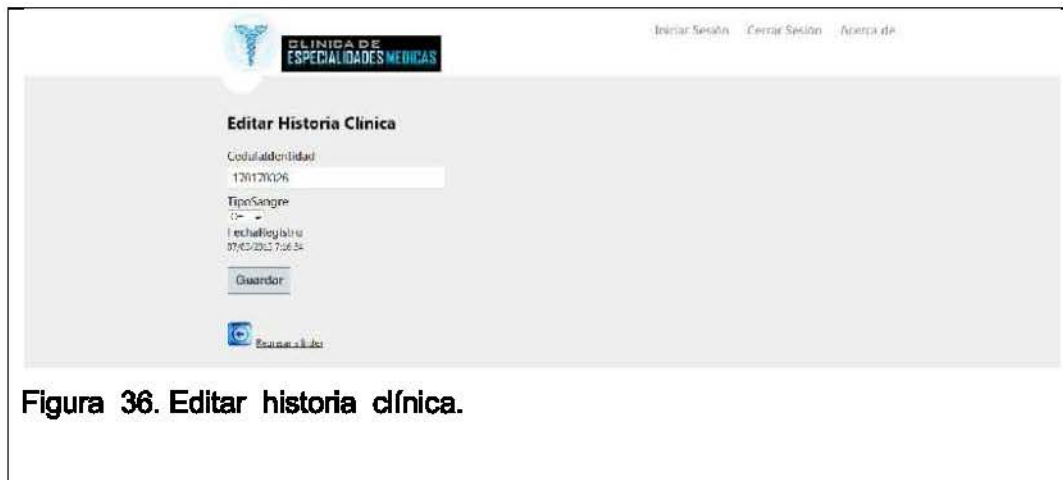 CLINICA DE
ESPECIALIDADES MEDICAS
Iniciar Sesión Cerrar Sesión Acerca de
Editar Historia Clínica
CedulaIdentidad
TipoSangre
FechaRegistro
Guardar
Figura 36. Editar historia clínica.